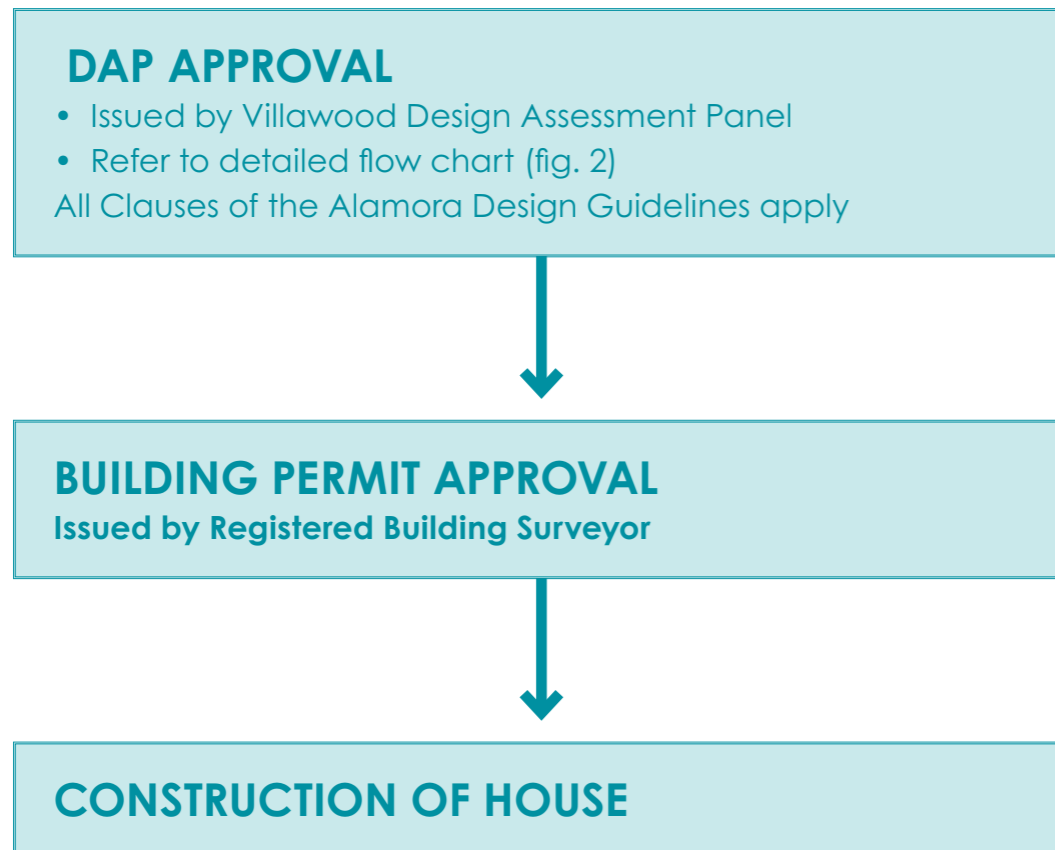 DAP APPROVAL
• Issued by Villawood Design Assessment Panel
• Refer to detailed flow chart (fig. 2)
All Clauses of the Alamora Design Guidelines apply
BUILDING PERMIT APPROVAL
Issued by Registered Building Surveyor
CONSTRUCTION OF HOUSE